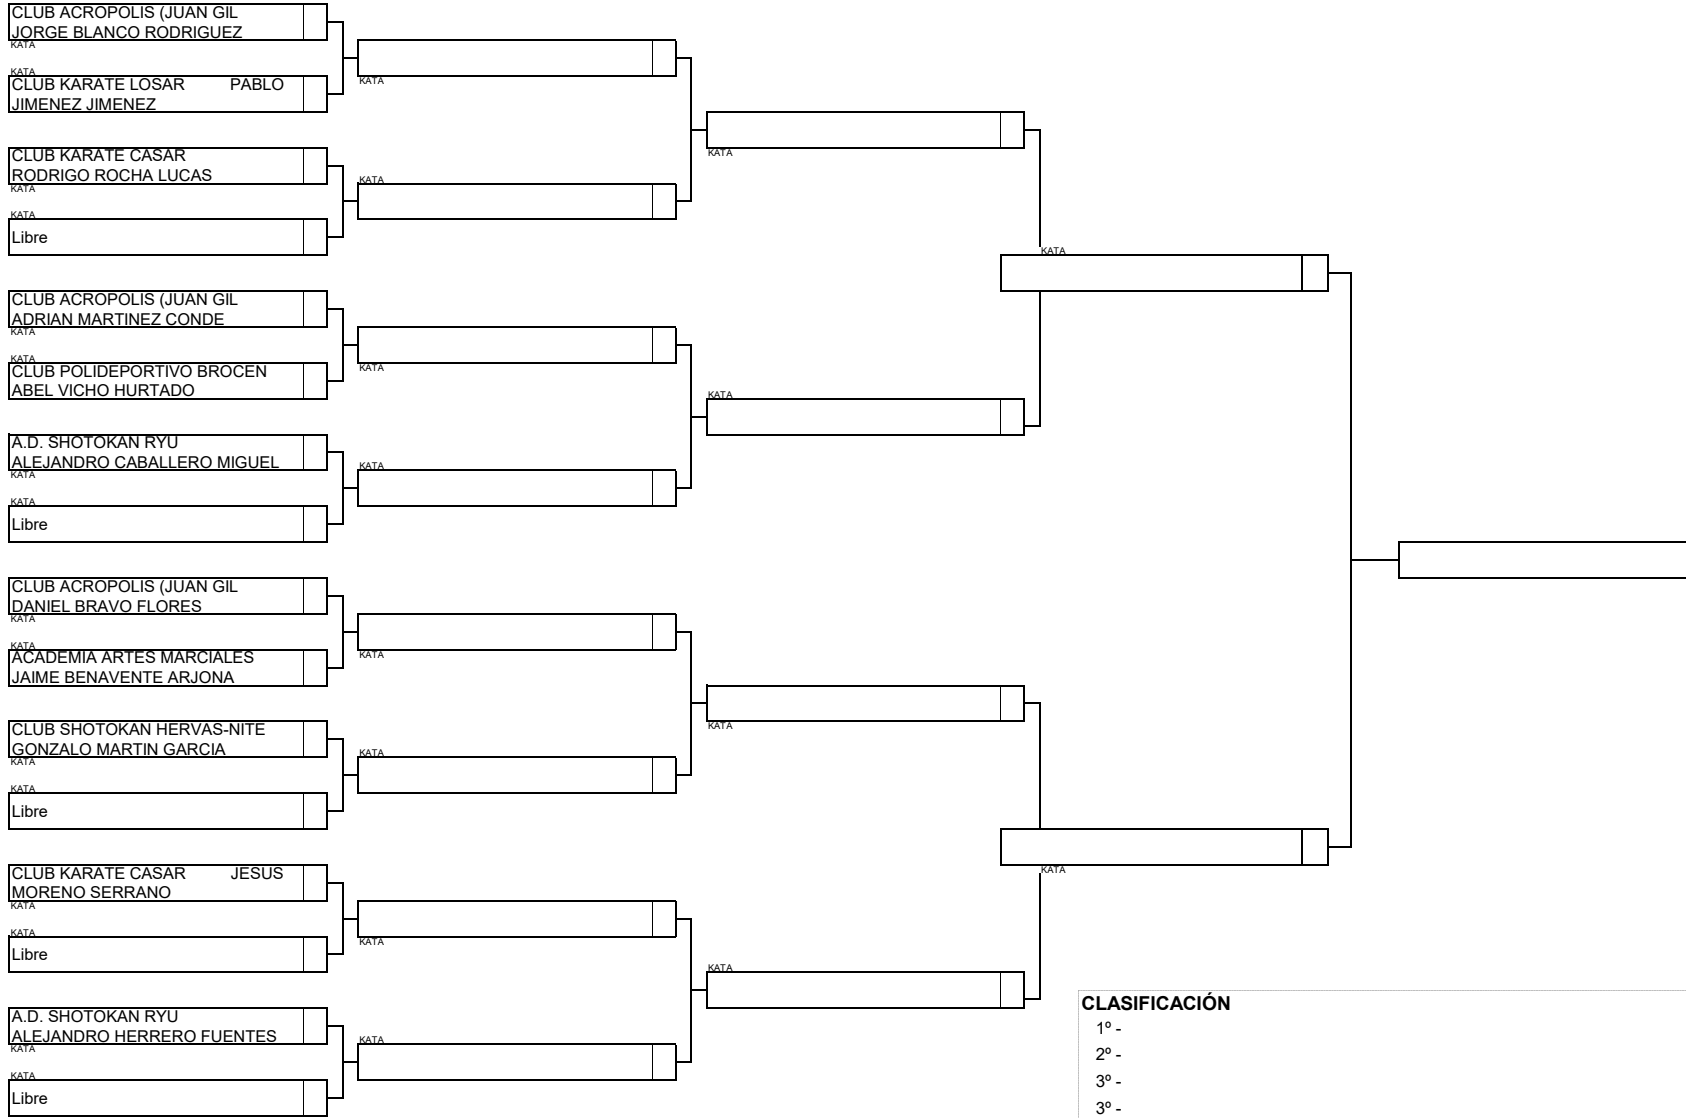 CLUB ACROPOLIS (JUAN GIL
JORGE BLANCO RODRIGUEZ
KATA
KATA
CLUB KARATE LOSAR PABLO
JIMENEZ JIMENEZ
CLUB KARATE CASAR
RODRIGO ROCHA LUCAS
KATA
KATA
Libre
CLUB ACROPOLIS (JUAN GIL
ADRIAN MARTINEZ CONDE
KATA
KATA
CLUB POLIDEPORTIVO BROCEN
ABEL VICHO HURTADO
A.D. SHOTOKAN RYU
ALEJANDRO CABALLERO MIGUEL
KATA
KATA
Libre
CLUB ACROPOLIS (JUAN GIL
DANIEL BRAVO FLORES
KATA
KATA
ACADEMIA ARTES MARCIALES
JAIME BENAVENTE ARJONA
CLUB SHOTOKAN HERVAS-NITE
GONZALO MARTIN GARCIA
KATA
KATA
Libre
CLUB KARATE CASAR JESUS
MORENO SERRANO
KATA
KATA
Libre
A.D. SHOTOKAN RYU
ALEJANDRO HERRERO FUENTES
KATA
KATA
Libre
KATA
KATA
KATA
KATA
KATA
KATA
KATA
KATA
KATA
KATA
KATA
KATA
KATA
KATA
CLASIFICACIÓN
1º -
2º -
3º -
3º -